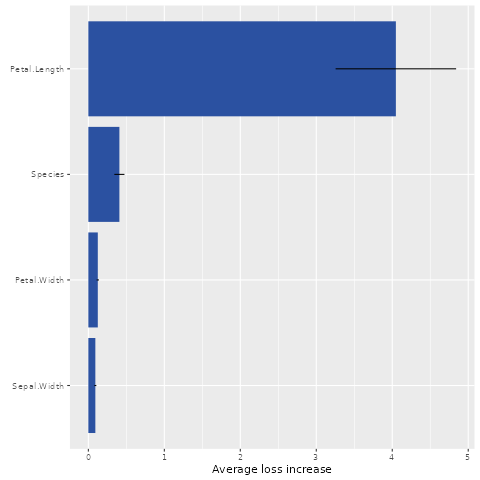 Petal.Length
Species
Petal.Width
Sepal.Width
0 1 2 3 4 5
Average loss increase